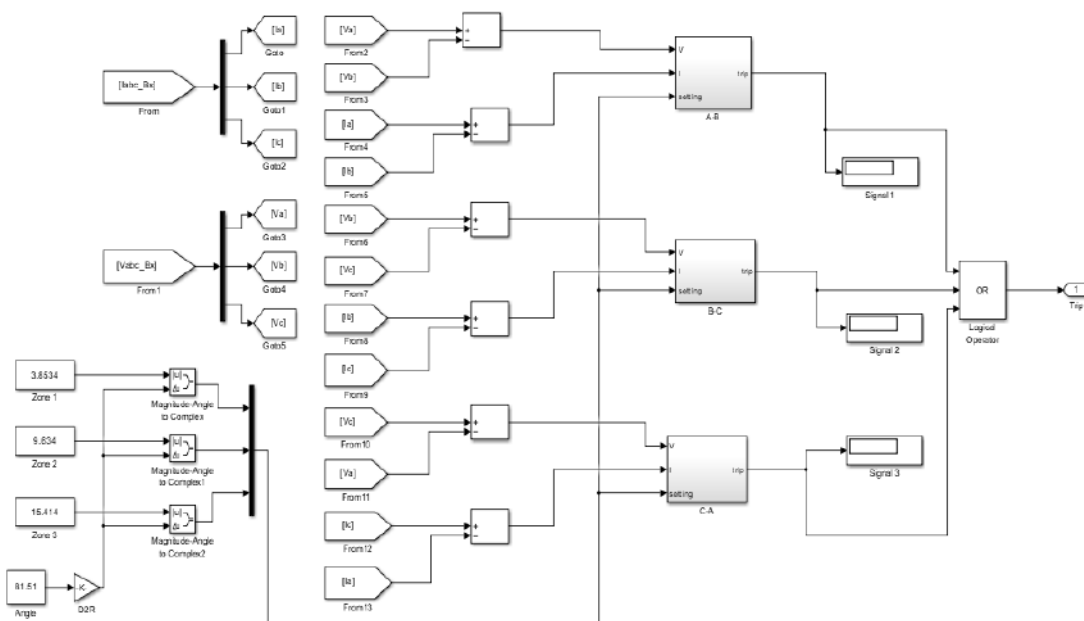 [Iabc_Bx]
From
[Ia]
Goto
[Ib]
Goto1
[Ic]
Goto2
[Vabc_Bx]
From1
[Va]
Goto3
[Vb]
Goto4
[Vc]
Goto5
3.8534
Zone 1
|u|
∠u
Magnitude-Angle
to Complex
9.634
Zone 2
|u|
∠u
Magnitude-Angle
to Complex1
15.414
Zone 3
|u|
∠u
Magnitude-Angle
to Complex2
81.51
Angle
-K-
D2R
[Va]
From2
[Vb]
From3
[Ia]
From4
[Ib]
From5
[Vb]
From6
[Vc]
From7
[Ib]
From8
[Ic]
From9
[Vc]
From10
[Va]
From11
[Ic]
From12
[Ia]
From13
+
−
+
−
+
−
+
−
+
−
+
−
V
I
setting
trip
A-B
V
I
setting
trip
B-C
V
I
setting
trip
C-A
Signal 1
Signal 2
Signal 3
OR
Logical
Operator
1
Trip